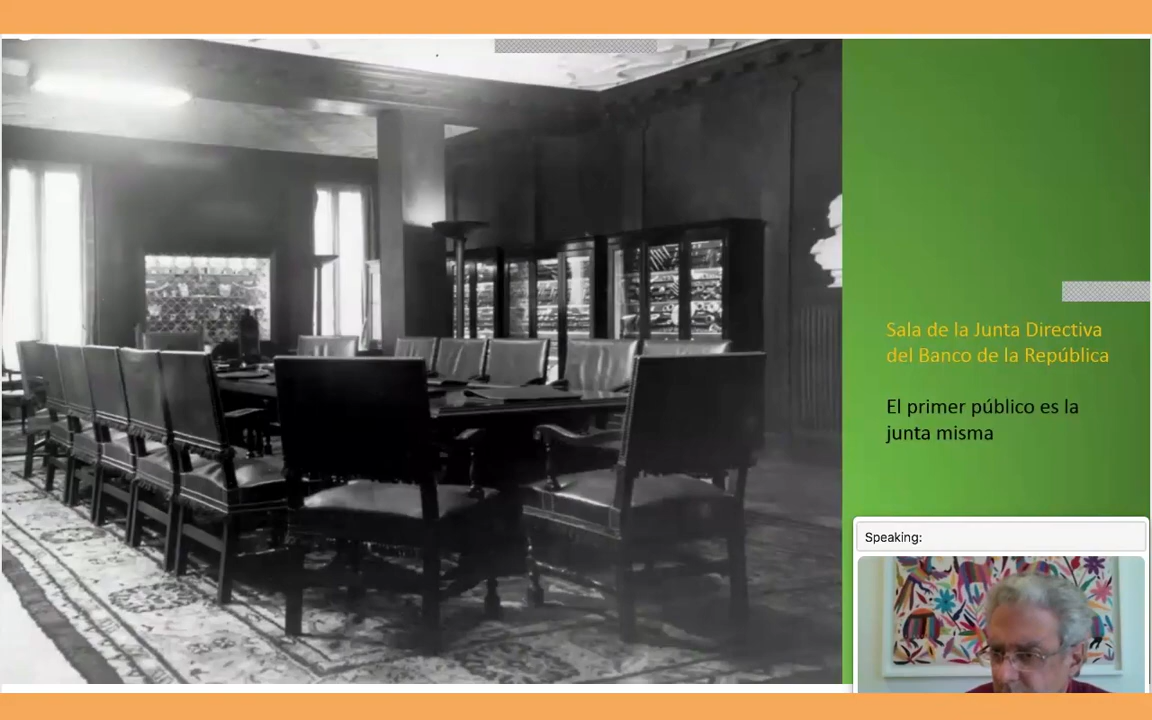 Sala de la Junta Directiva
del Banco de la República
El primer público es la
junta misma
Speaking: